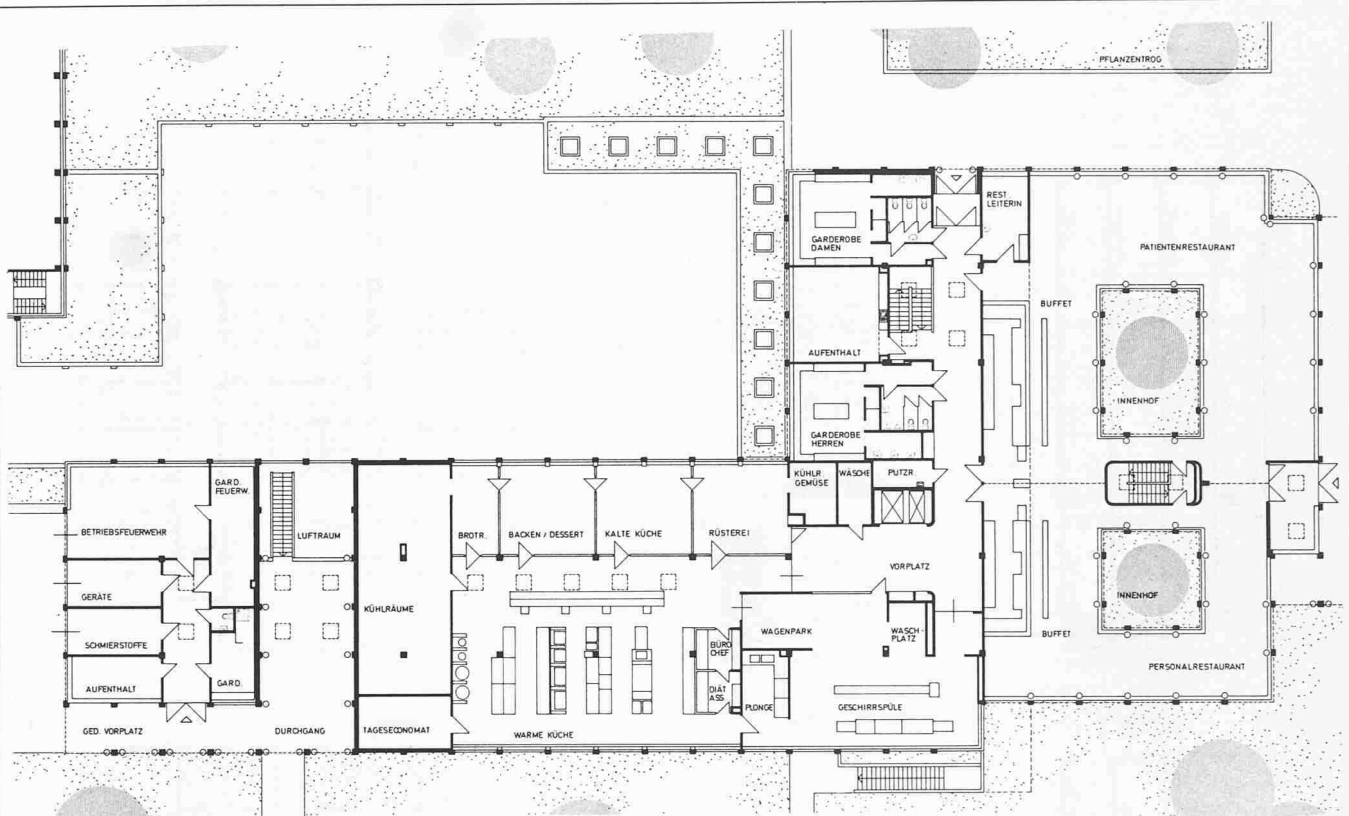 PFLANZENTROG
REST.
LEITERIN
GARDEROBE
DAMEN
PATIENTENRESTAURANT
BUFFET
AUFENTHALT
INNENHOF
GARDEROBE
HERREN
KÜHLR.
GEMÜSE
WÄSCHE
PUTZR.
GARD.
FEUERW.
BETRIEBSFEUERWEHR
LUFTRAUM
BROTR.
BACKEN / DESSERT
KALTE KÜCHE
RÜSTEREI
VORPLATZ
GERÄTE
KÜHLRÄUME
INNENHOF
WAGENPARK
WASCH-
PLATZ
BUFFET
SCHMIERSTOFFE
BÜRO
CHEF
PERSONALRESTAURANT
AUFENTHALT
GARD.
DIÄT
ASS
PLONGE
GESCHIRRSPÜLE
GED. VORPLATZ
DURCHGANG
TAGESECONOMAT
WARME KÜCHE